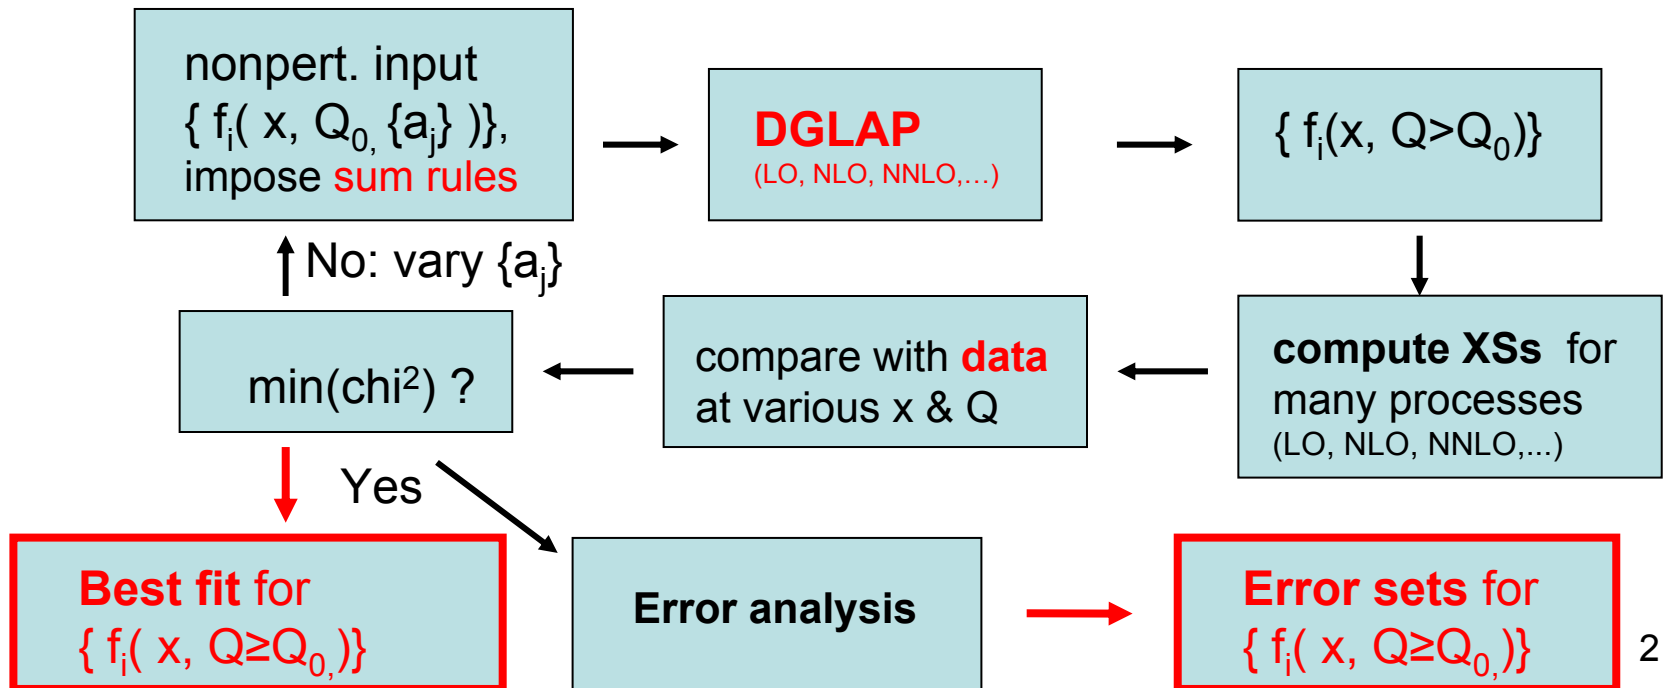 nonpert. input
{ fᵢ( x, Q₀, {aⱼ} )},
impose sum rules
DGLAP
(LO, NLO, NNLO,…)
{ fᵢ(x, Q>Q₀)}
No: vary {aⱼ}
min(chi²) ?
compare with data
at various x & Q
compute XSs for
many processes
(LO, NLO, NNLO,...)
Yes
Best fit for
{ fᵢ( x, Q≥Q₀,)}
Error analysis
Error sets for
{ fᵢ( x, Q≥Q₀,)}
2